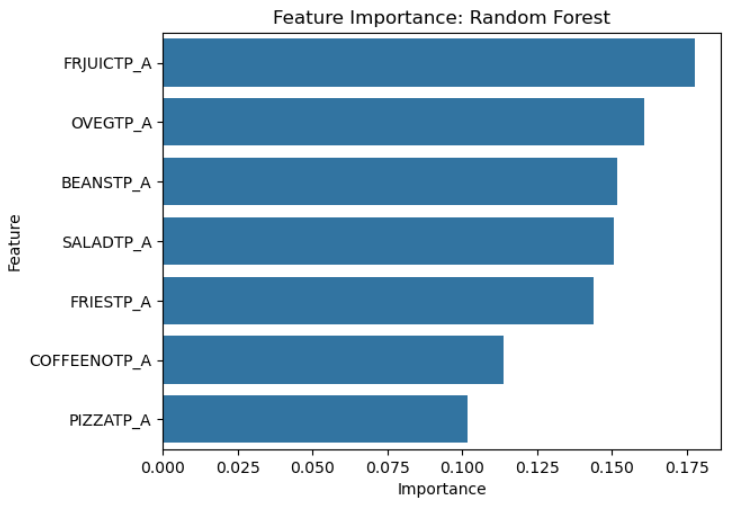 Feature Importance: Random Forest
FRJUICTP_A
OVEGTP_A
BEANSTP_A
SALADTP_A
FRIESTP_A
COFFEENOTP_A
PIZZATP_A
Feature
0.000 0.025 0.050 0.075 0.100 0.125 0.150 0.175
Importance